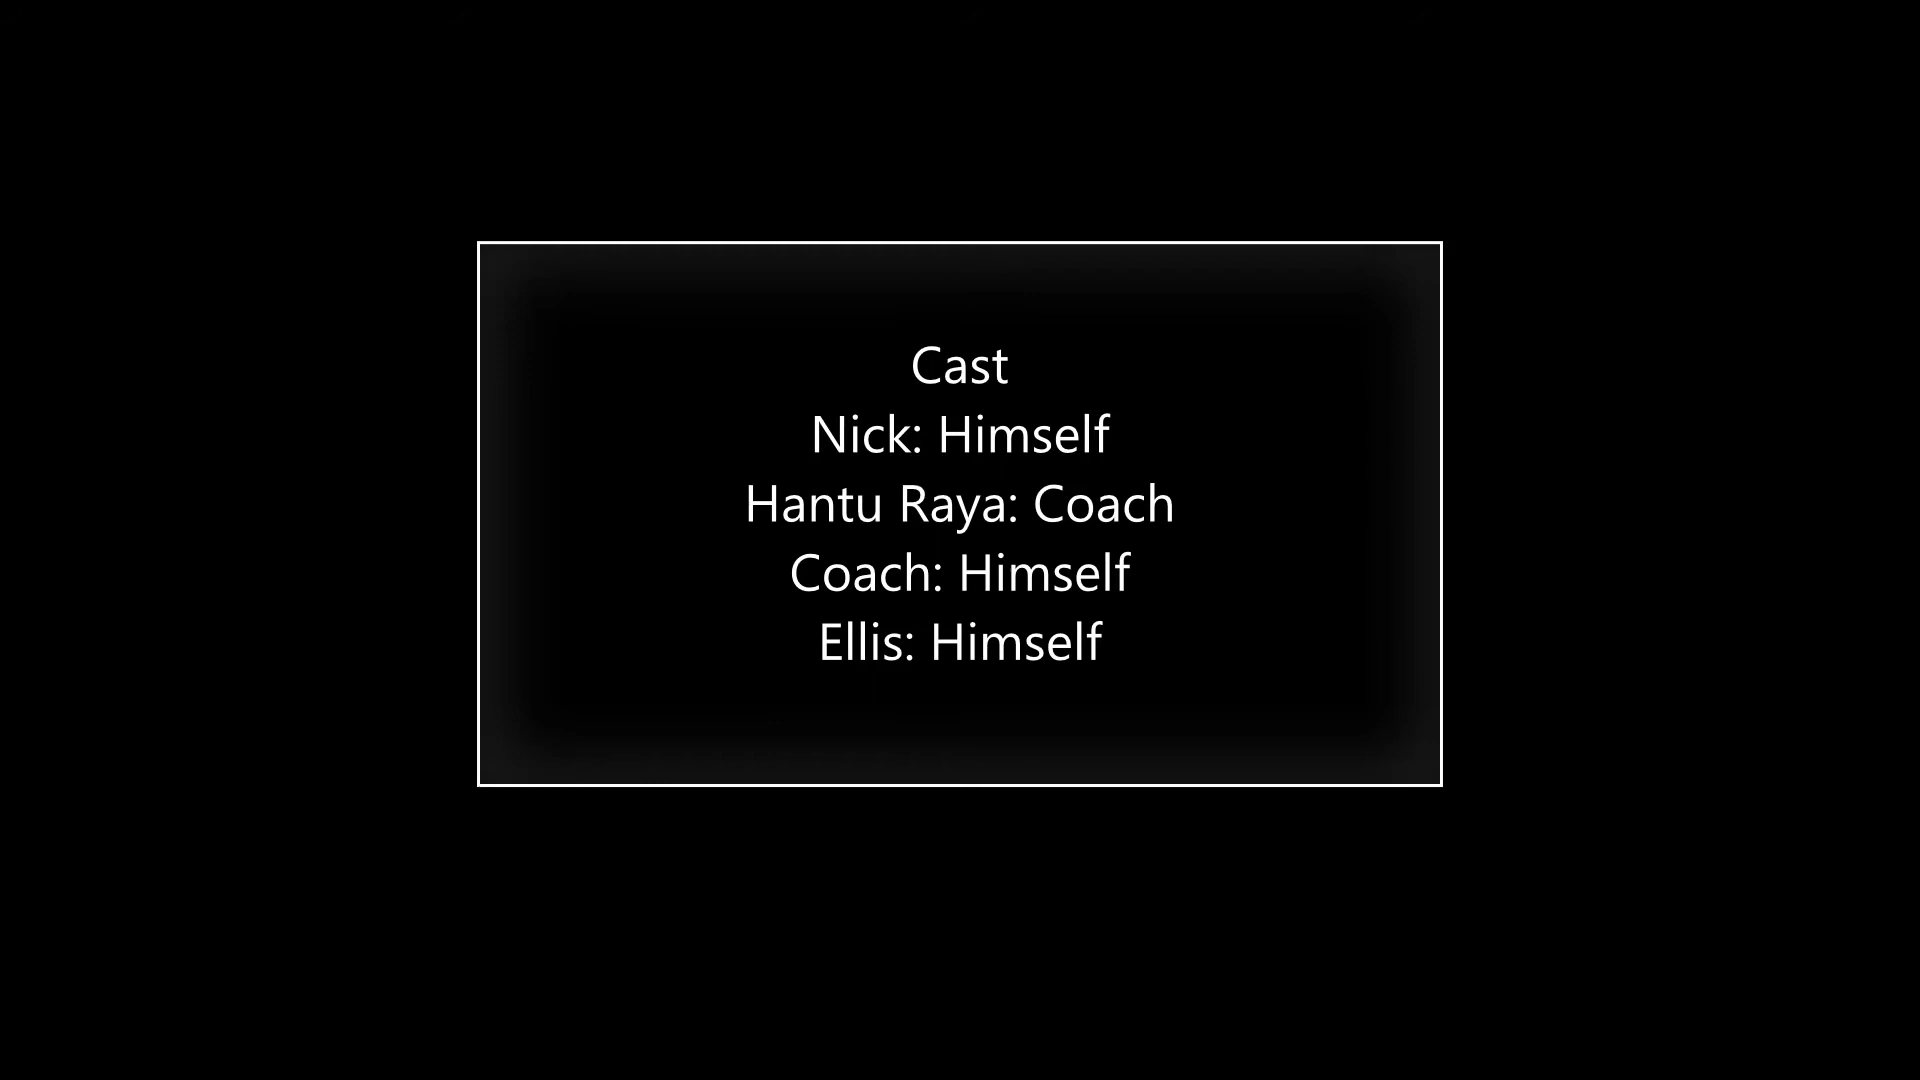 Cast
Nick: Himself
Hantu Raya: Coach
Coach: Himself
Ellis: Himself